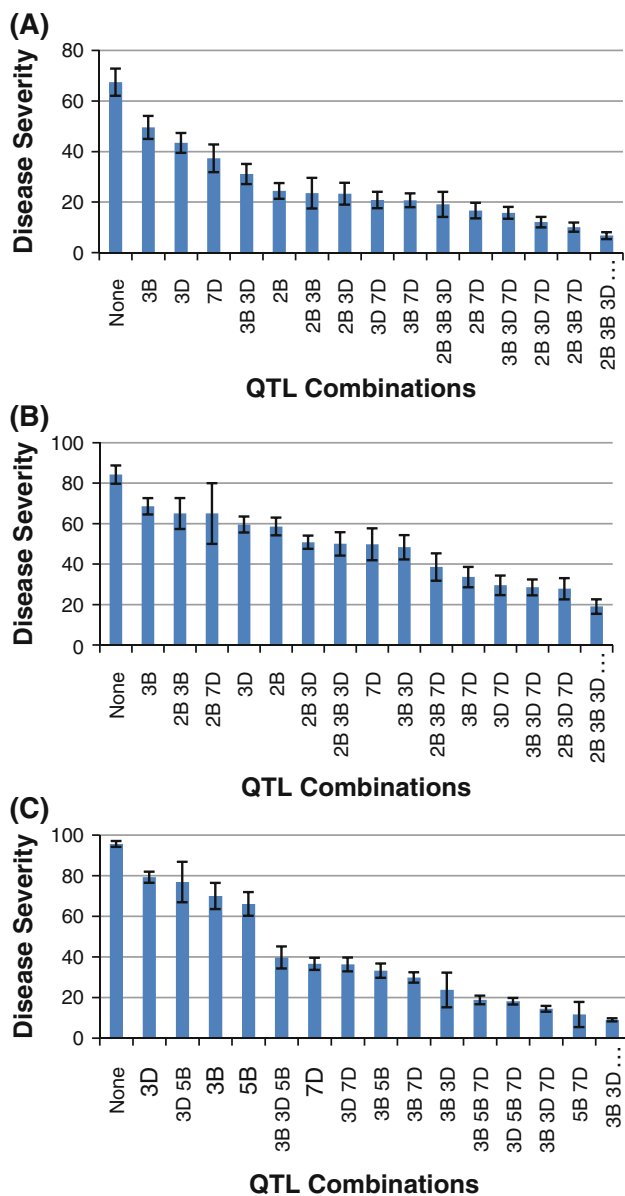 (A)
Disease Severity
80
60
40
20
0
None
3B
3D
7D
3B 3D
2B
2B 3B
2B 3D
3D 7D
3B 7D
2B 3B 3D
2B 7D
3B 3D 7D
2B 3D 7D
2B 3B 7D
2B 3B 3D…
QTL Combinations
(B)
Disease Severity
100
80
60
40
20
0
None
3B
2B 3B
2B 7D
3D
2B
2B 3D
2B 3B 3D
7D
3B 3D
2B 3B 7D
3B 7D
3D 7D
3B 3D 7D
2B 3D 7D
2B 3B 3D…
QTL Combinations
(C)
Disease Severity
100
80
60
40
20
0
None
3D
3D 5B
3B
5B
3B 3D 5B
7D
3D 7D
3B 5B
3B 7D
3B 3D
3B 5B 7D
3D 5B 7D
3B 3D 7D
5B 7D
3B 3D…
QTL Combinations